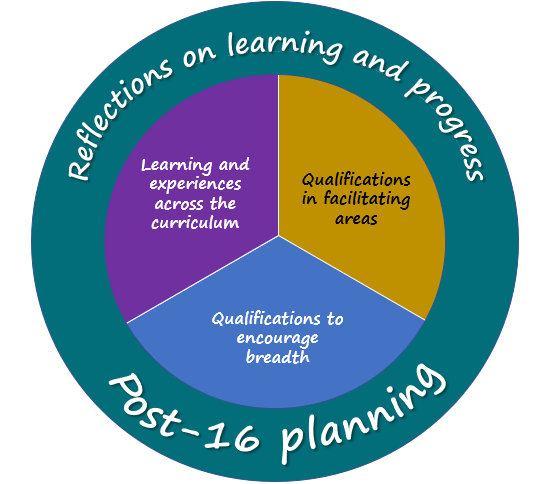 Reflections on learning and progress
Learning and
experiences
across the
curriculum
Qualifications
in facilitating
areas
Qualifications to
encourage
breadth
Post-16 planning